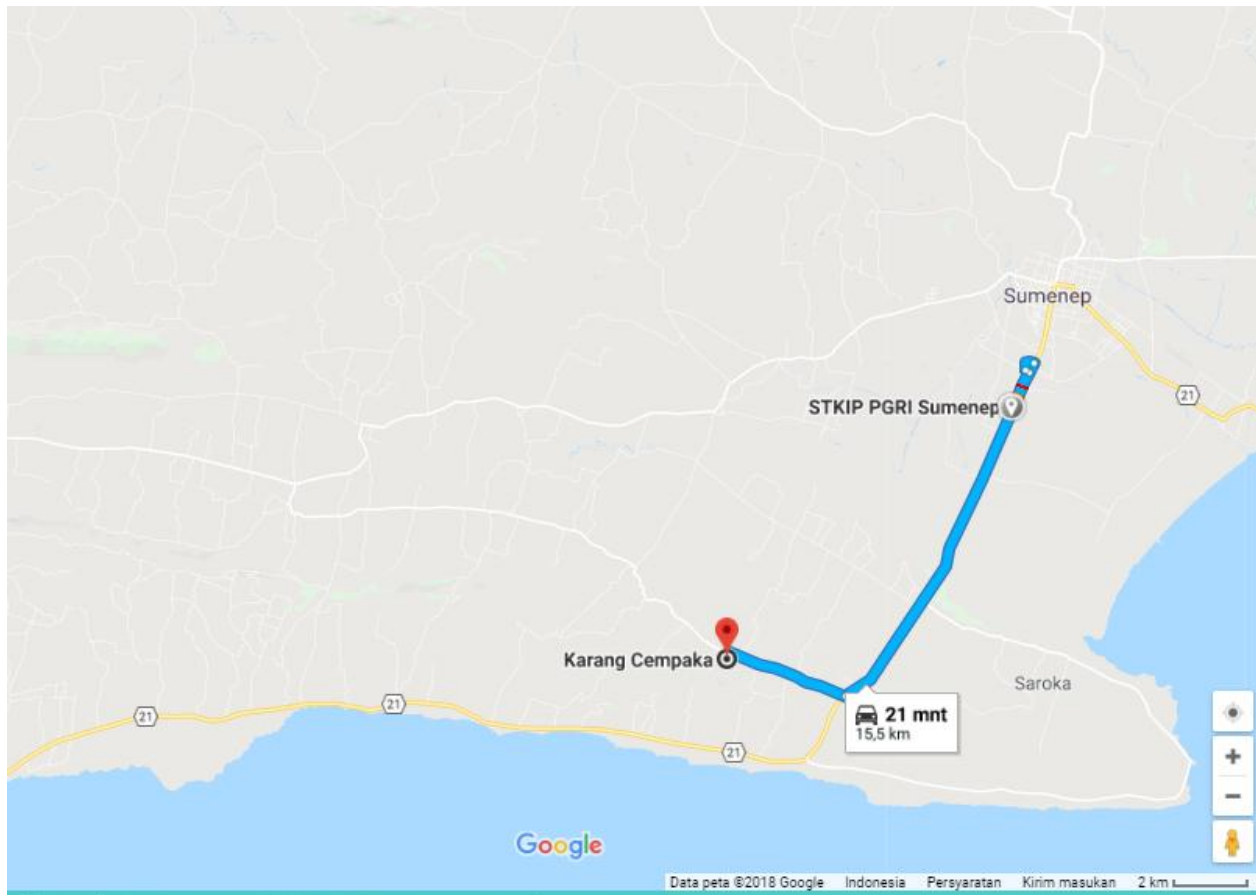 Sumenep
STKIP PGRI Sumenep
21
Karang Cempaka
Saroka
21
21
21 mnt
15,5 km
21
Google
Data peta ©2018 Google Indonesia Persyaratan Kirim masukan 2 km